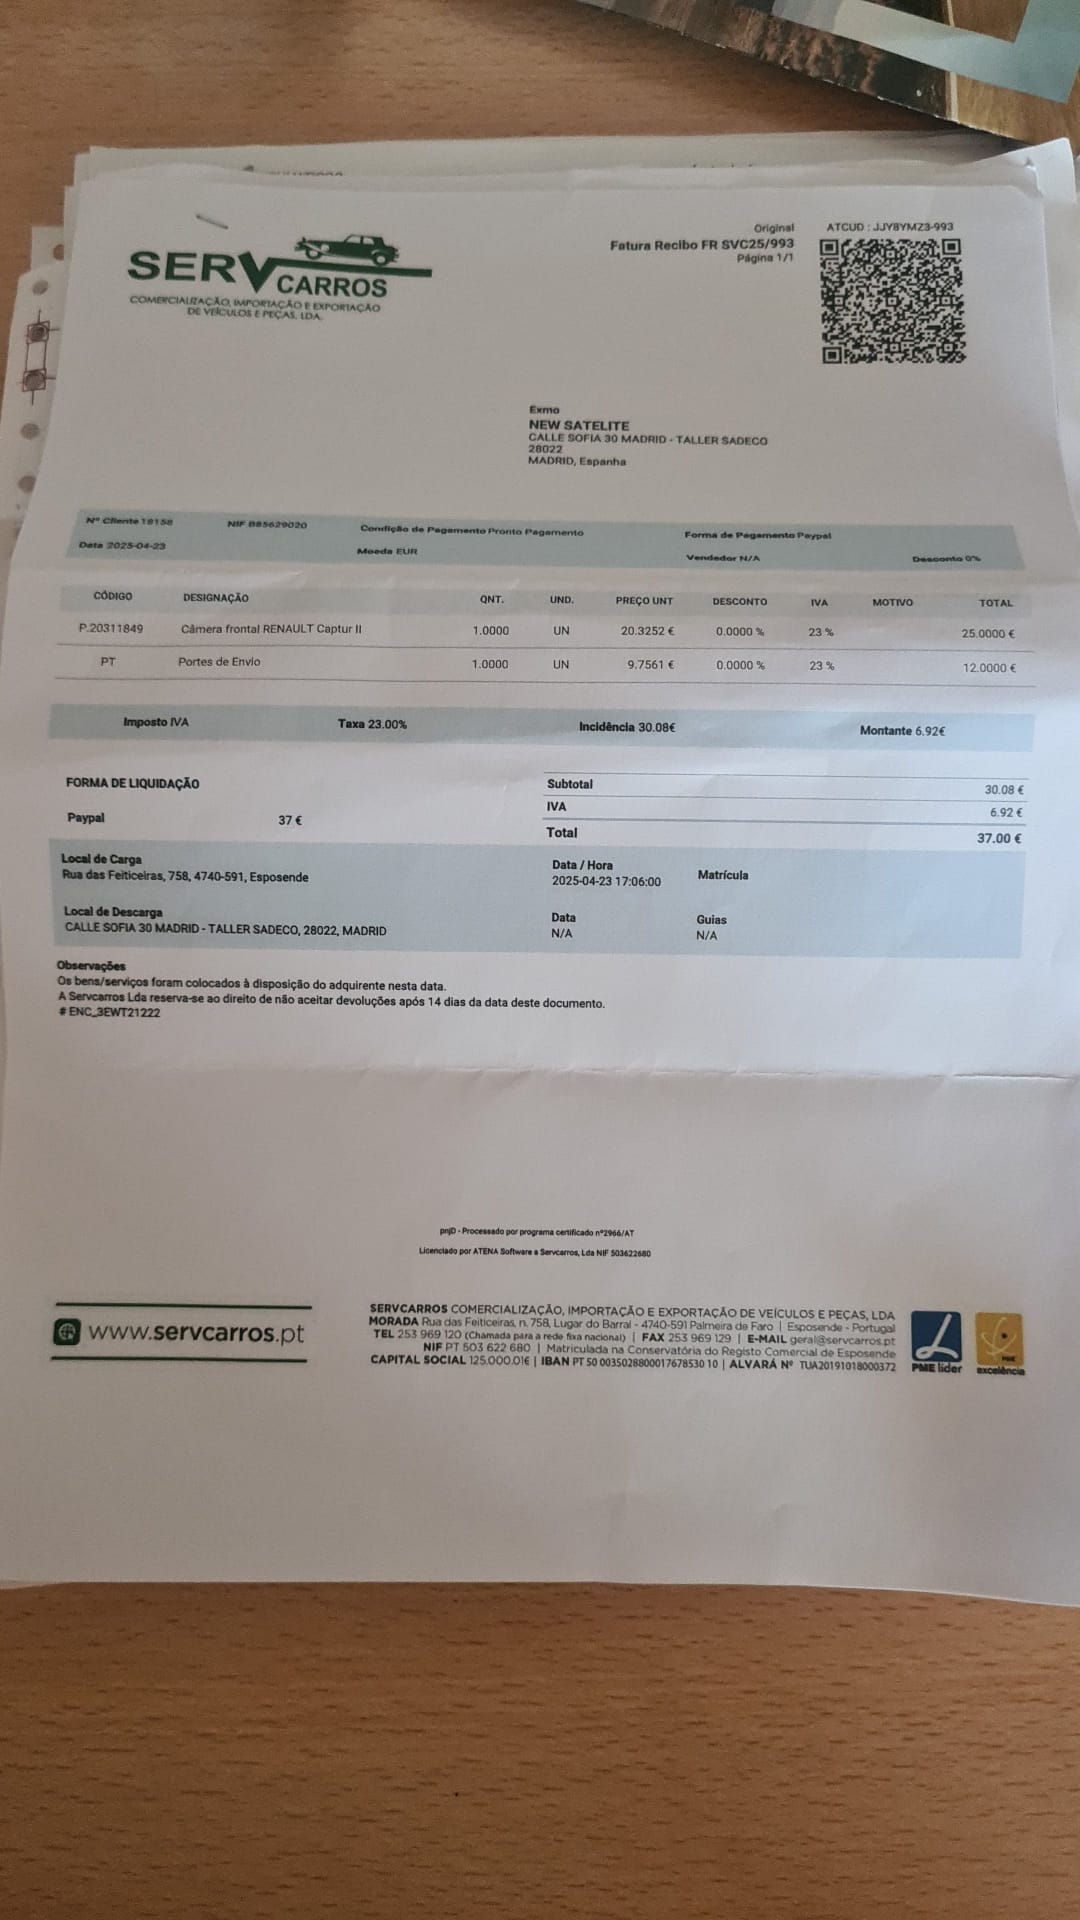 SERVCARROS
COMERCIALIZAÇÃO, IMPORTAÇÃO E EXPORTAÇÃO
DE VEÍCULOS E PEÇAS, LDA.
Original
Fatura Recibo FR SVC25/993
Página 1/1
ATCUD : JJY8YMZ3-993
Exmo
NEW SATELITE
CALLE SOFIA 30 MADRID - TALLER SADECO
28022
MADRID, Espanha
Nº Cliente 18158 NIF B85629020 Condição de Pagamento Pronto Pagamento Forma de Pagamento Paypal
Data 2025-04-23 Moeda EUR Vendedor N/A Desconto 0%
CÓDIGO DESIGNAÇÃO QNT. UND. PREÇO UNT DESCONTO IVA MOTIVO TOTAL
P.20311849 Câmera frontal RENAULT Captur II 1.0000 UN 20.3252 € 0.0000 % 23 % 25.0000 €
PT Portes de Envio 1.0000 UN 9.7561 € 0.0000 % 23 % 12.0000 €
Imposto IVA Taxa 23.00% Incidência 30.08€ Montante 6.92€
FORMA DE LIQUIDAÇÃO
Paypal 37 €
Subtotal 30.08 €
IVA 6.92 €
Total 37.00 €
Local de Carga
Rua das Feiticeiras, 758, 4740-591, Esposende
Data / Hora
2025-04-23 17:06:00
Matrícula
Local de Descarga
CALLE SOFIA 30 MADRID - TALLER SADECO, 28022, MADRID
Data
N/A
Guias
N/A
Observações
Os bens/serviços foram colocados à disposição do adquirente nesta data.
A Servcarros Lda reserva-se ao direito de não aceitar devoluções após 14 dias da data deste documento.
# ENC_3EWT21222
pnjD - Processado por programa certificado nº2966/AT
Licenciado por ATENA Software a Servcarros, Lda NIF 503622680
www.servcarros.pt
SERVCARROS COMERCIALIZAÇÃO, IMPORTAÇÃO E EXPORTAÇÃO DE VEÍCULOS E PEÇAS, LDA
MORADA Rua das Feiticeiras, n. 758, Lugar do Barral - 4740-591 Palmeira de Faro | Esposende - Portugal
TEL 253 969 120 (Chamada para a rede fixa nacional) | FAX 253 969 129 | E-MAIL geral@servcarros.pt
NIF PT 503 622 680 | Matriculada na Conservatória do Registo Comercial de Esposende
CAPITAL SOCIAL 125.000.01€ | IBAN PT 50 003502880001767853010 | ALVARÁ Nº TUA20191018000372
PME líder
PME
excelência